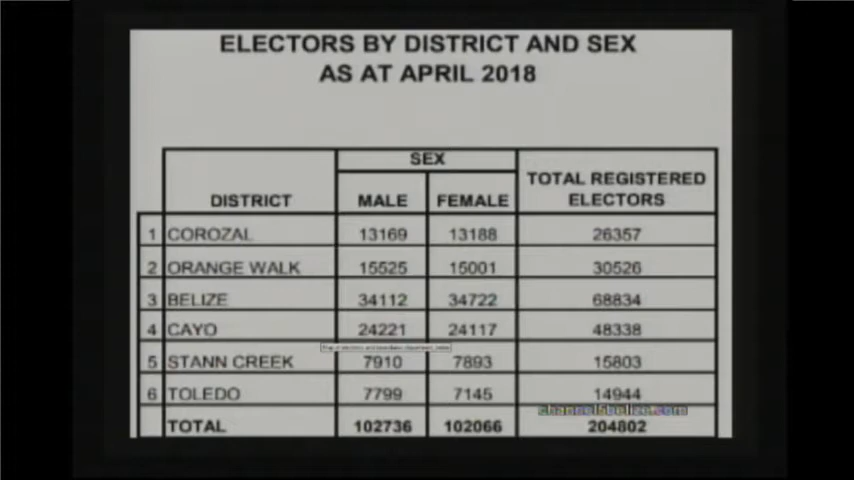 ELECTORS BY DISTRICT AND SEX
AS AT APRIL 2018
SEX
DISTRICT MALE FEMALE TOTAL REGISTERED ELECTORS
1 COROZAL 13169 13188 26357
2 ORANGE WALK 15525 15001 30526
3 BELIZE 34112 34722 68834
4 CAYO 24221 24117 48338
5 STANN CREEK 7910 7893 15803
6 TOLEDO 7799 7145 14944
channel5belize.com
TOTAL 102736 102066 204802